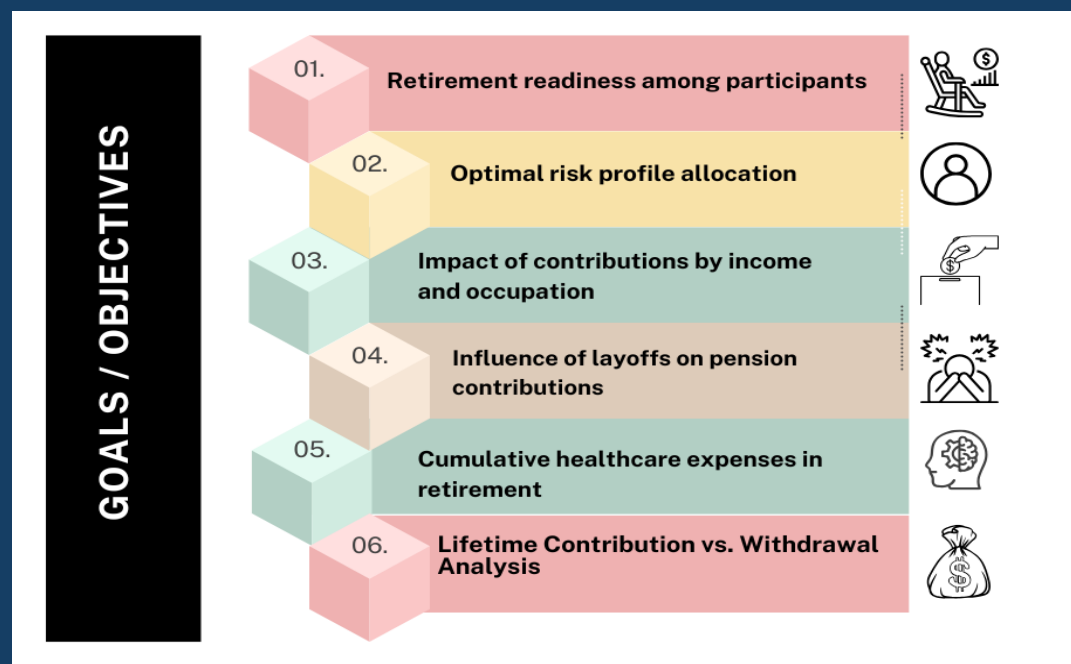 GOALS / OBJECTIVES
01.
Retirement readiness among participants
$
02.
Optimal risk profile allocation
03.
Impact of contributions by income
and occupation
$
04.
Influence of layoffs on pension
contributions
05.
Cumulative healthcare expenses in
retirement
06.
Lifetime Contribution vs. Withdrawal
Analysis
$